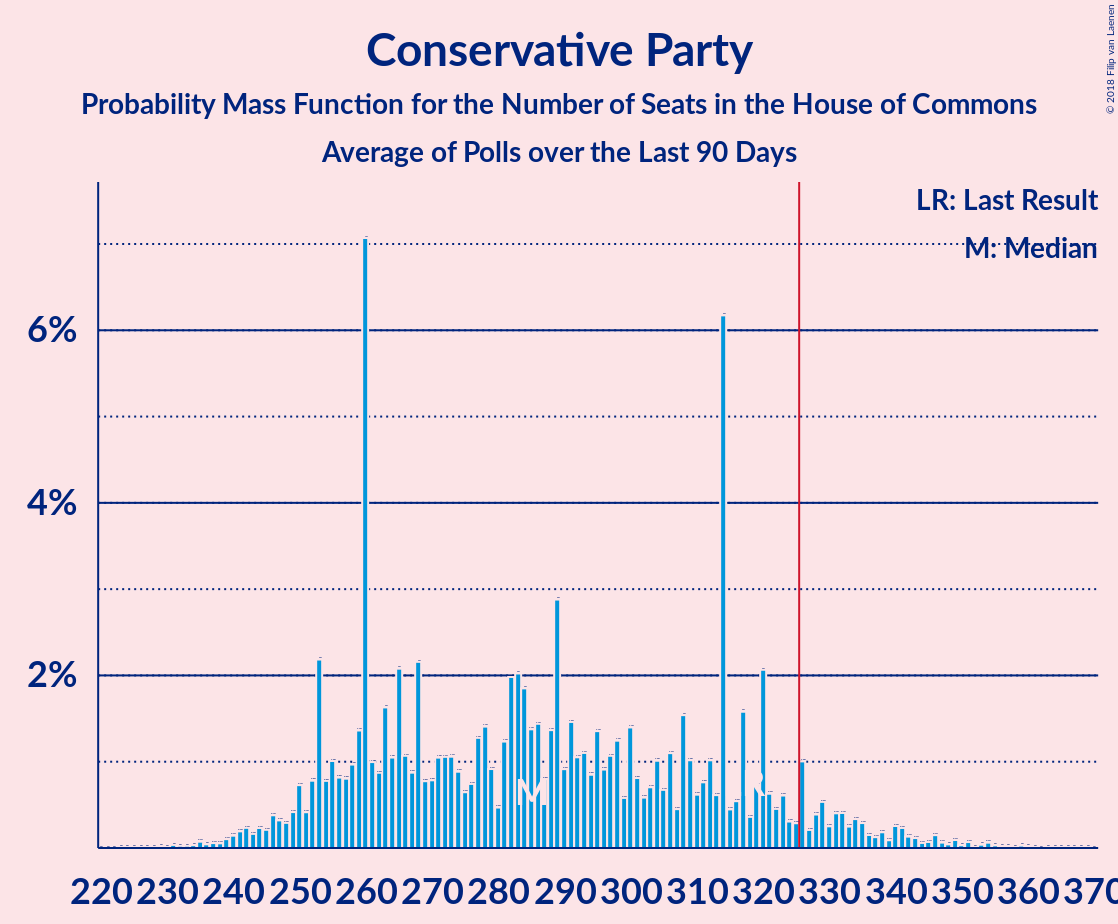 Conservative Party
Probability Mass Function for the Number of Seats in the House of Commons
Average of Polls over the Last 90 Days
© 2018 Filip van Laenen
LR: Last Result
M: Median
6%
4%
2%
M
220 230 240 250 260 270 280 290 300 310 320 330 340 350 360 370